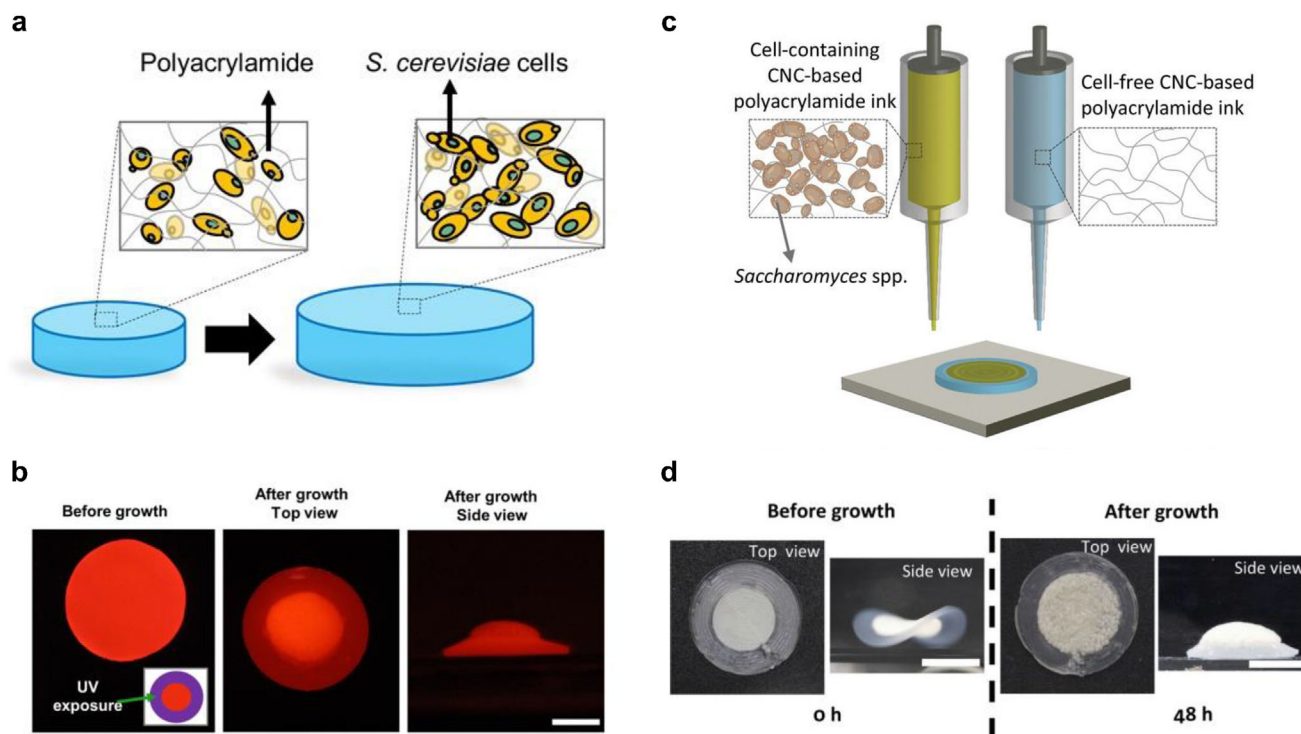 a
Polyacrylamide
S. cerevisiae cells
b
Before growth
After growth
Top view
After growth
Side view
UV
exposure
c
Cell-containing
CNC-based
polyacrylamide ink
Cell-free CNC-based
polyacrylamide ink
Saccharomyces spp.
d
Before growth
After growth
Top view
Side view
Top view
Side view
0 h
48 h